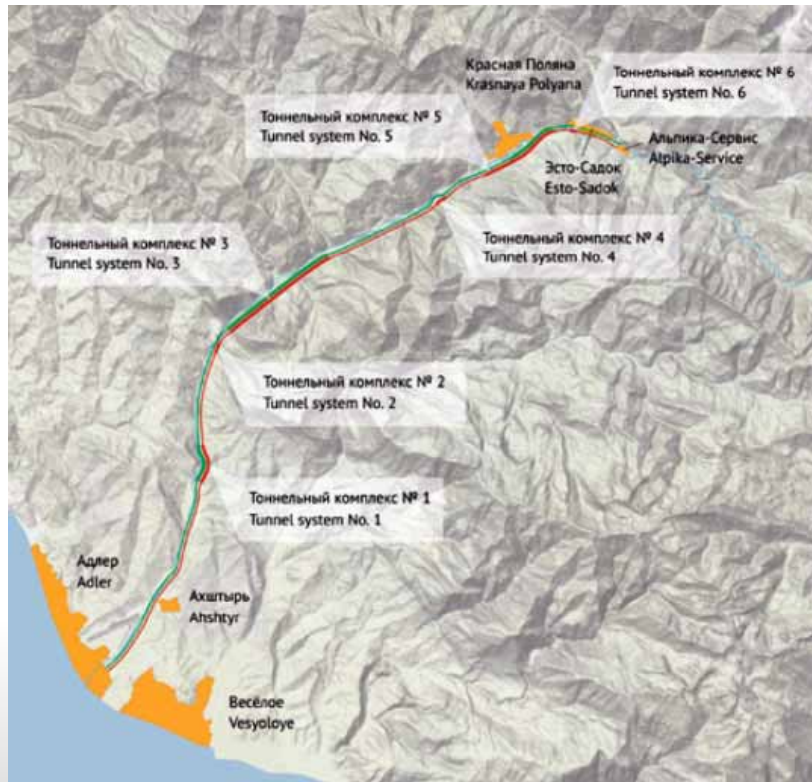 Красная Поляна
Krasnaya Polyana
Тоннельный комплекс № 6
Tunnel system No. 6
Тоннельный комплекс № 5
Tunnel system No. 5
Альпика-Сервис
Alpika-Service
Эсто-Садок
Esto-Sadok
Тоннельный комплекс № 3
Tunnel system No. 3
Тоннельный комплекс № 4
Tunnel system No. 4
Тоннельный комплекс № 2
Tunnel system No. 2
Тоннельный комплекс № 1
Tunnel system No. 1
Адлер
Adler
Ахштырь
Ahshtyr
Весёлое
Vesyoloye